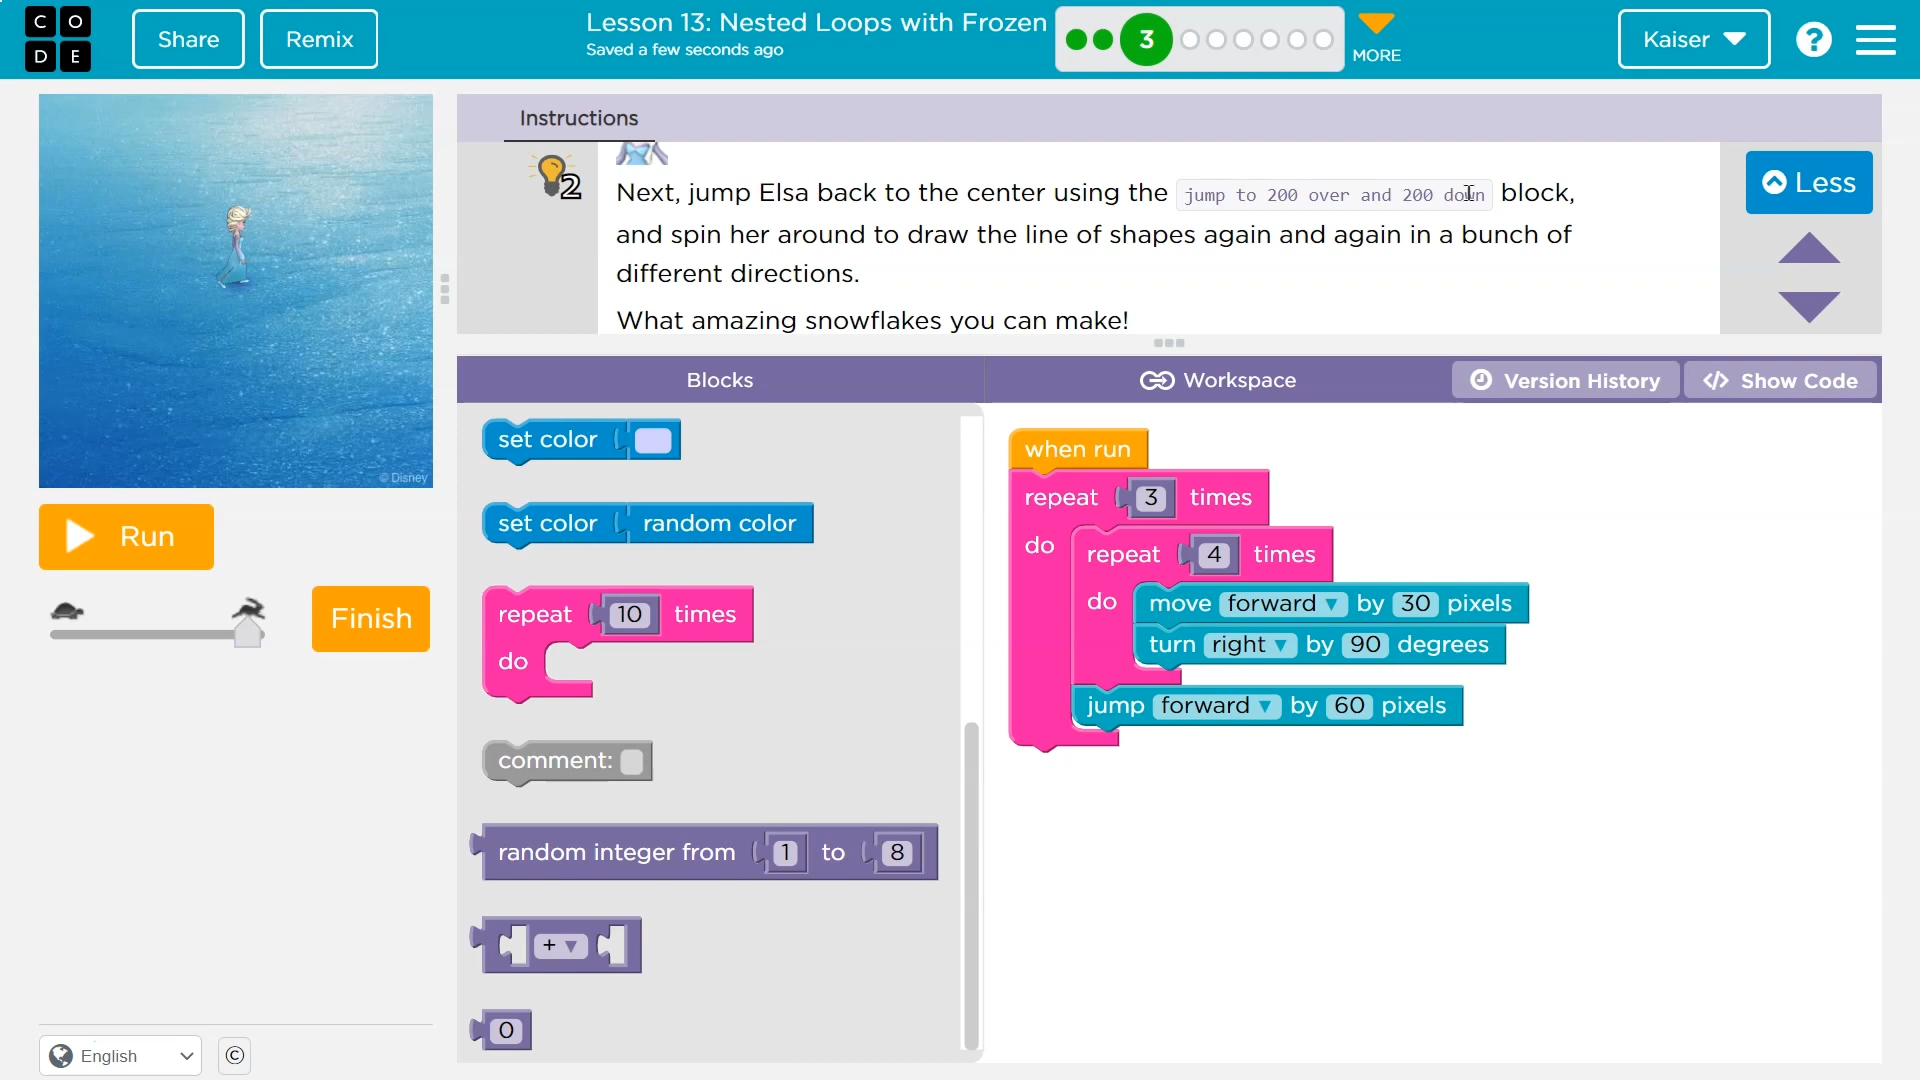 C O
D E
Share
Remix
Lesson 13: Nested Loops with Frozen
Saved a few seconds ago
3
MORE
Kaiser
?
Instructions
2
Next, jump Elsa back to the center using the jump to 200 over and 200 down block,
and spin her around to draw the line of shapes again and again in a bunch of
different directions.
What amazing snowflakes you can make!
Less
Blocks
Workspace
Version History
</> Show Code
© Disney
Run
Finish
set color
set color random color
repeat 10 times
do
comment:
random integer from 1 to 8
+
0
when run
repeat 3 times
do
repeat 4 times
do
move forward by 30 pixels
turn right by 90 degrees
jump forward by 60 pixels
English
©